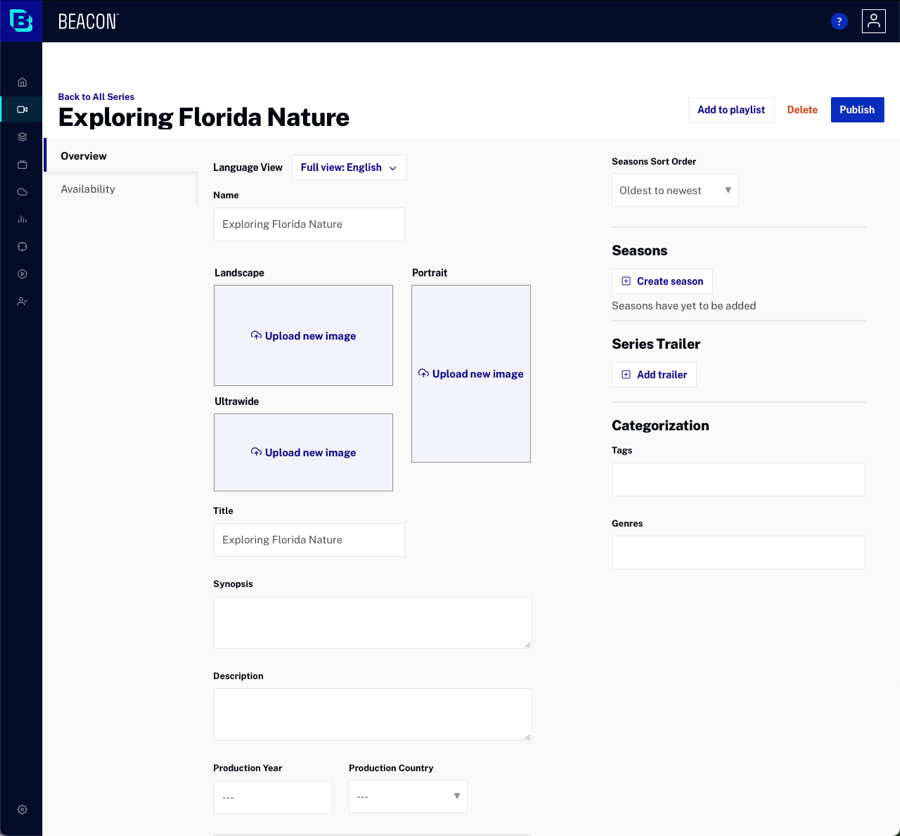 BEACON
?
Back to All Series
Exploring Florida Nature
Add to playlist
Delete
Publish
Overview
Availability
Language View
Full view: English
Name
Exploring Florida Nature
Landscape
Upload new image
Portrait
Upload new image
Ultrawide
Upload new image
Title
Exploring Florida Nature
Synopsis
Description
Production Year
---
Production Country
---
Seasons Sort Order
Oldest to newest
Seasons
Create season
Seasons have yet to be added
Series Trailer
Add trailer
Categorization
Tags
Genres